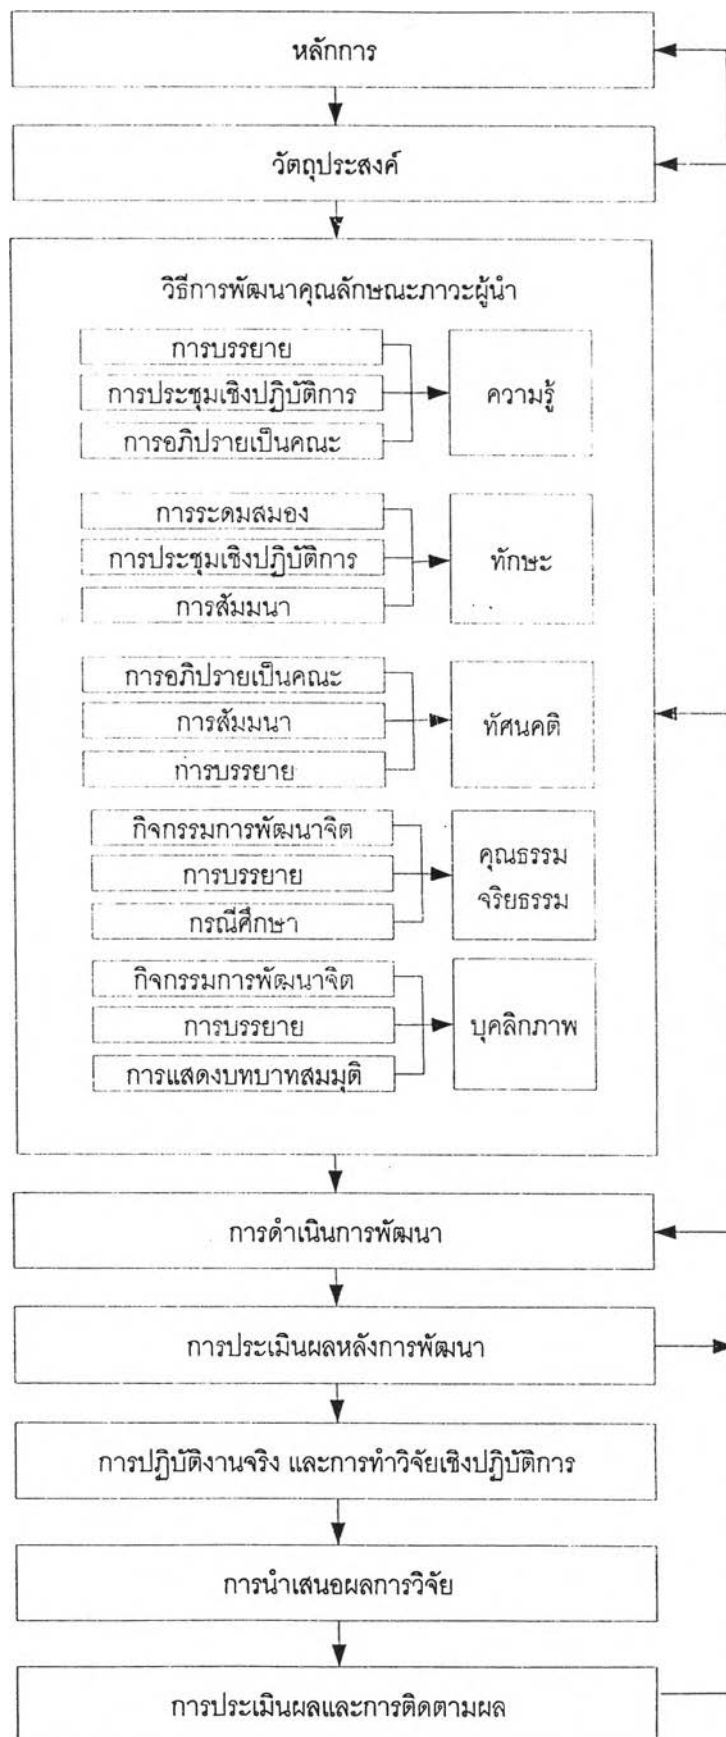 หลักการ
วัตถุประสงค์
วิธีการพัฒนาคุณลักษณะภาวะผู้นำ
การบรรยาย
การประชุมเชิงปฏิบัติการ
การอภิปรายเป็นคณะ
ความรู้
การระดมสมอง
การประชุมเชิงปฏิบัติการ
การสัมมนา
ทักษะ
การอภิปรายเป็นคณะ
การสัมมนา
การบรรยาย
ทัศนคติ
กิจกรรมการพัฒนาจิต
การบรรยาย
กรณีศึกษา
คุณธรรม
จริยธรรม
กิจกรรมการพัฒนาจิต
การบรรยาย
การแสดงบทบาทสมมุติ
บุคลิกภาพ
การดำเนินการพัฒนา
การประเมินผลหลังการพัฒนา
การปฏิบัติงานจริง และการทำวิจัยเชิงปฏิบัติการ
การนำเสนอผลการวิจัย
การประเมินผลและการติดตามผล